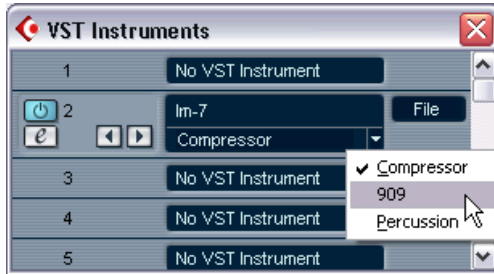 VST Instruments
1 No VST Instrument
2 lm-7 File
e Compressor
Compressor
909
Percussion
3 No VST Instrument
4 No VST Instrument
5 No VST Instrument